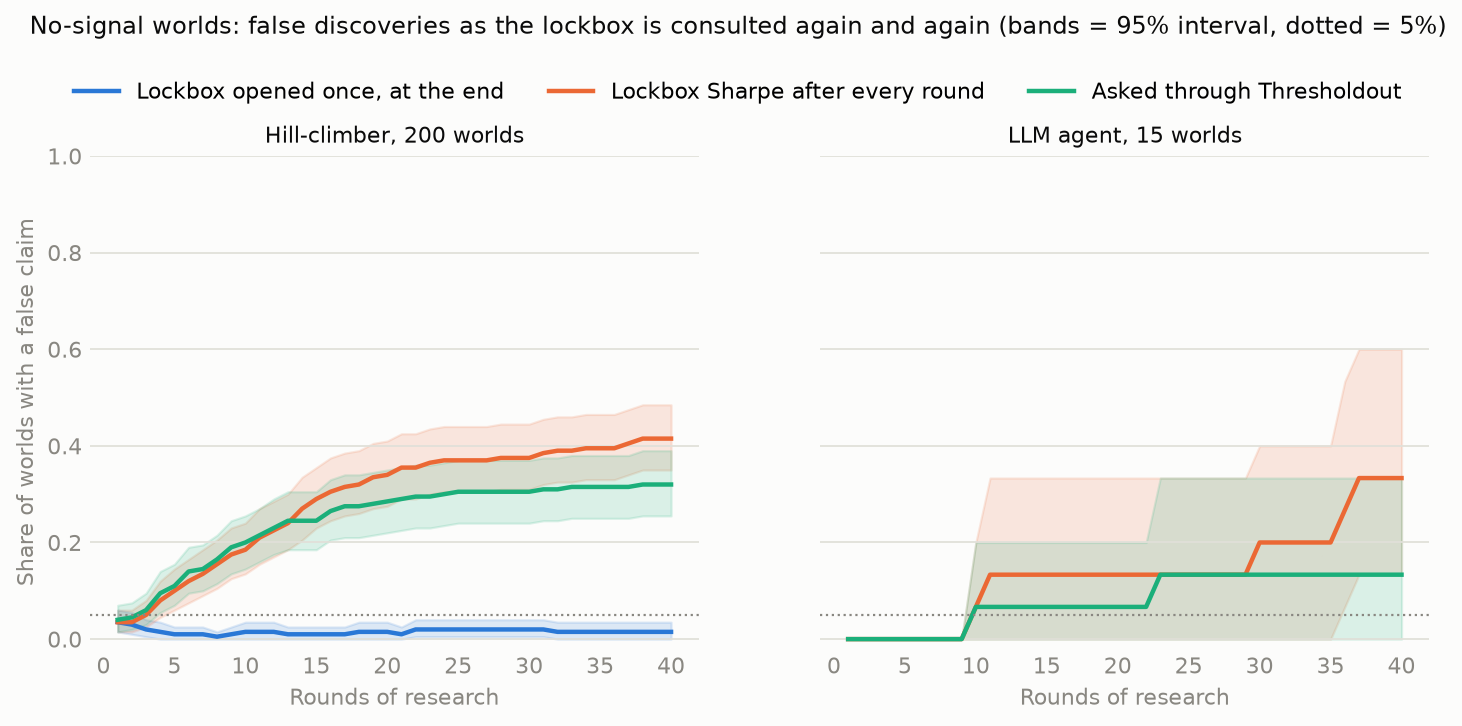 No-signal worlds: false discoveries as the lockbox is consulted again and again (bands = 95% interval, dotted = 5%)
Lockbox opened once, at the end
Lockbox Sharpe after every round
Asked through Thresholdout
Hill-climber, 200 worlds
LLM agent, 15 worlds
Share of worlds with a false claim
1.0
0.8
0.6
0.4
0.2
0.0
0 5 10 15 20 25 30 35 40
0 5 10 15 20 25 30 35 40
Rounds of research
Rounds of research